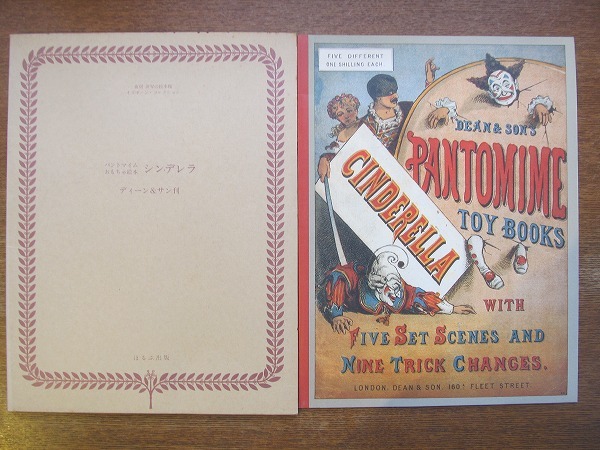 パントマイム
おもちゃ絵本 シンデレラ
ディーン&サン社
ほるぷ出版
FIVE DIFFERENT
ONE SHILLING EACH.
DEAN & SON'S
PANTOMIME
TOY BOOKS
CINDERELLA
WITH
FIVE SET SCENES AND
NINE TRICK CHANGES.
LONDON, DEAN & SON, 160A FLEET STREET.